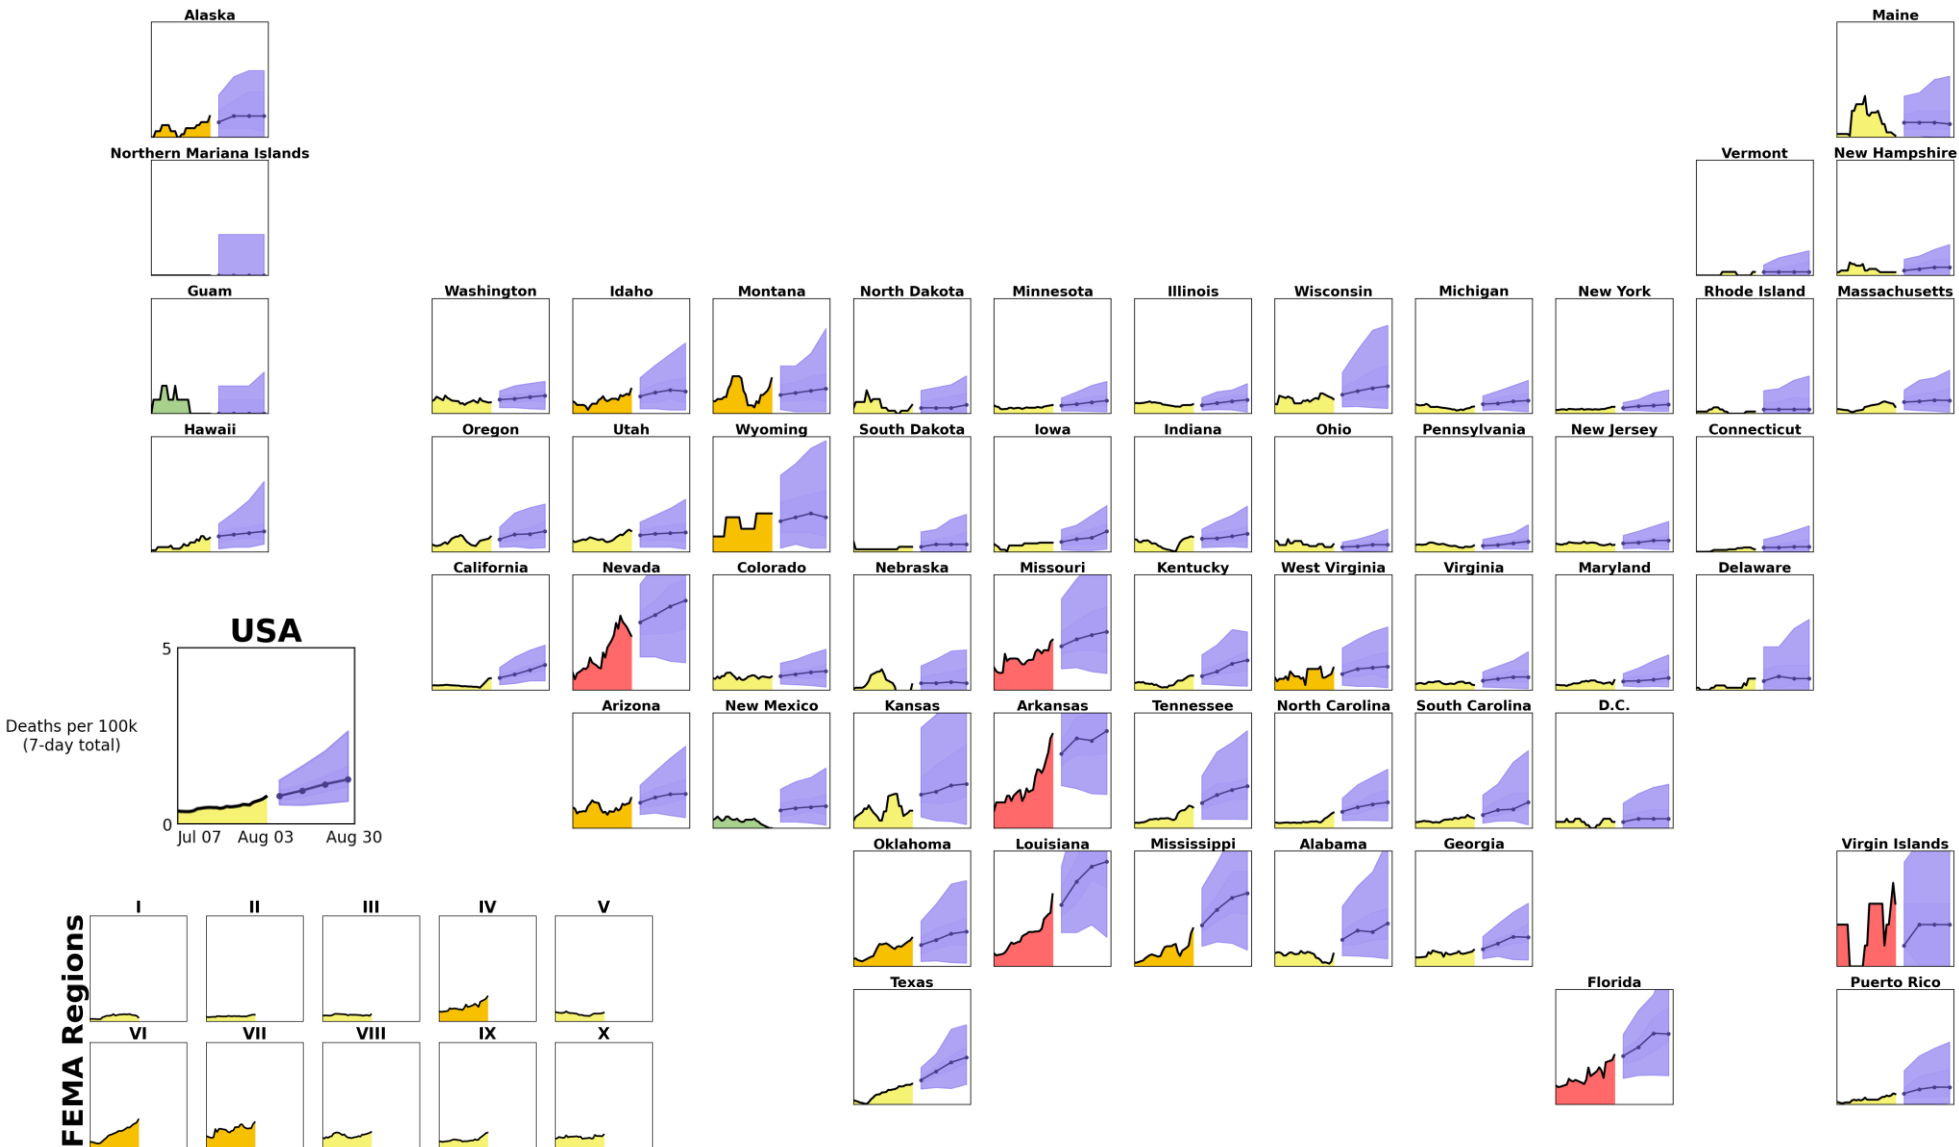 Alaska
Maine
Northern Mariana Islands
Vermont
New Hampshire
Guam
Washington
Idaho
Montana
North Dakota
Minnesota
Illinois
Wisconsin
Michigan
New York
Rhode Island
Massachusetts
Hawaii
Oregon
Utah
Wyoming
South Dakota
Iowa
Indiana
Ohio
Pennsylvania
New Jersey
Connecticut
California
Nevada
Colorado
Nebraska
Missouri
Kentucky
West Virginia
Virginia
Maryland
Delaware
USA
5
Deaths per 100k
(7-day total)
0
Jul 07
Aug 03
Aug 30
Arizona
New Mexico
Kansas
Arkansas
Tennessee
North Carolina
South Carolina
D.C.
Oklahoma
Louisiana
Mississippi
Alabama
Georgia
Virgin Islands
Texas
Florida
Puerto Rico
FEMA Regions
I
II
III
IV
V
VI
VII
VIII
IX
X